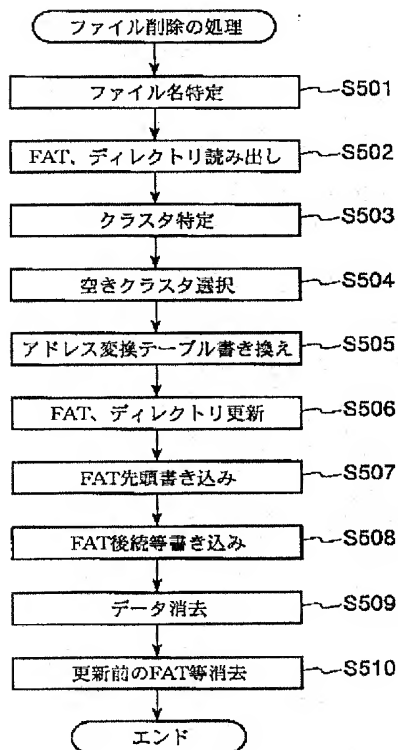 ファイル削除の処理
ファイル名特定 S501
FAT、ディレクトリ読み出し S502
クラスタ特定 S503
空きクラスタ選択 S504
アドレス変換テーブル書き換え S505
FAT、ディレクトリ更新 S506
FAT先頭書き込み S507
FAT後続等書き込み S508
データ消去 S509
更新前のFAT等消去 S510
エンド